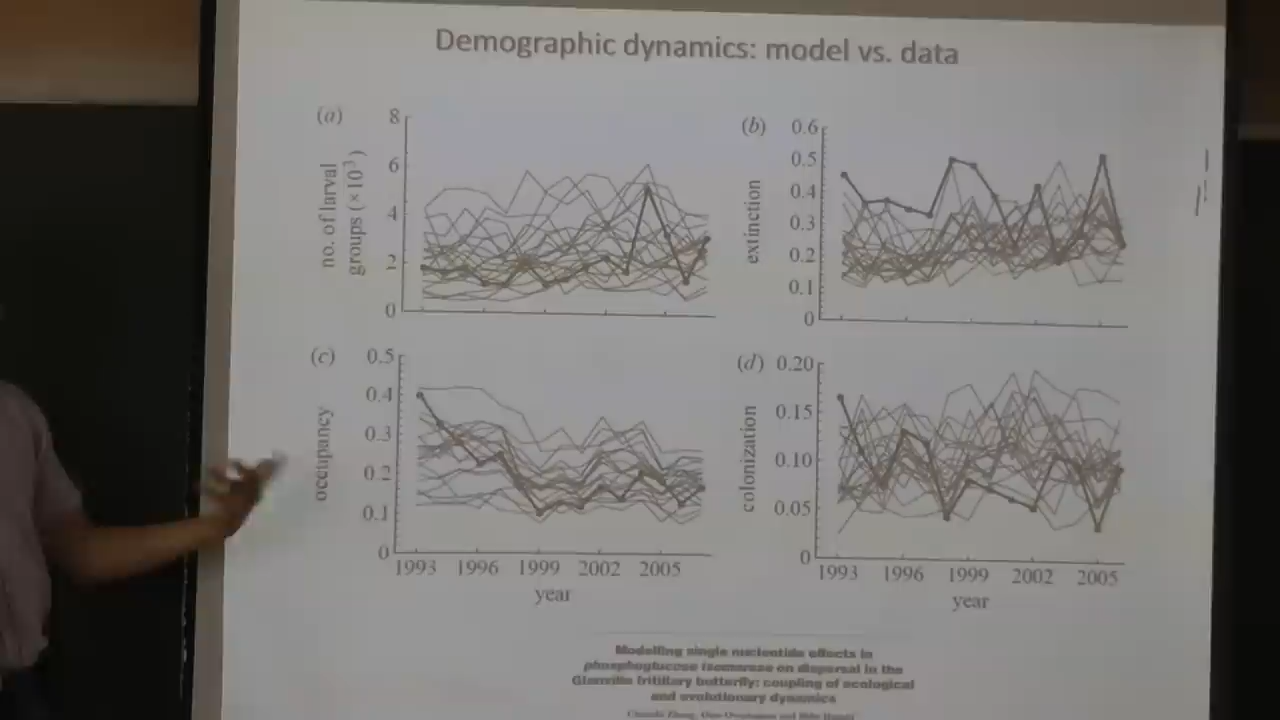 Demographic dynamics: model vs. data
(a)
8
6
4
2
0
no. of larval
groups (×10³)
(b)
0.6
0.5
0.4
0.3
0.2
0.1
0
extinction
(c)
0.5
0.4
0.3
0.2
0.1
0
occupancy
1993 1996 1999 2002 2005
year
(d)
0.20
0.15
0.10
0.05
0
colonization
1993 1996 1999 2002 2005
year
Modelling single nucleotide effects in
phosphoglucose isomerase on dispersal in the
Glanville fritillary butterfly: coupling of ecological
and evolutionary dynamics